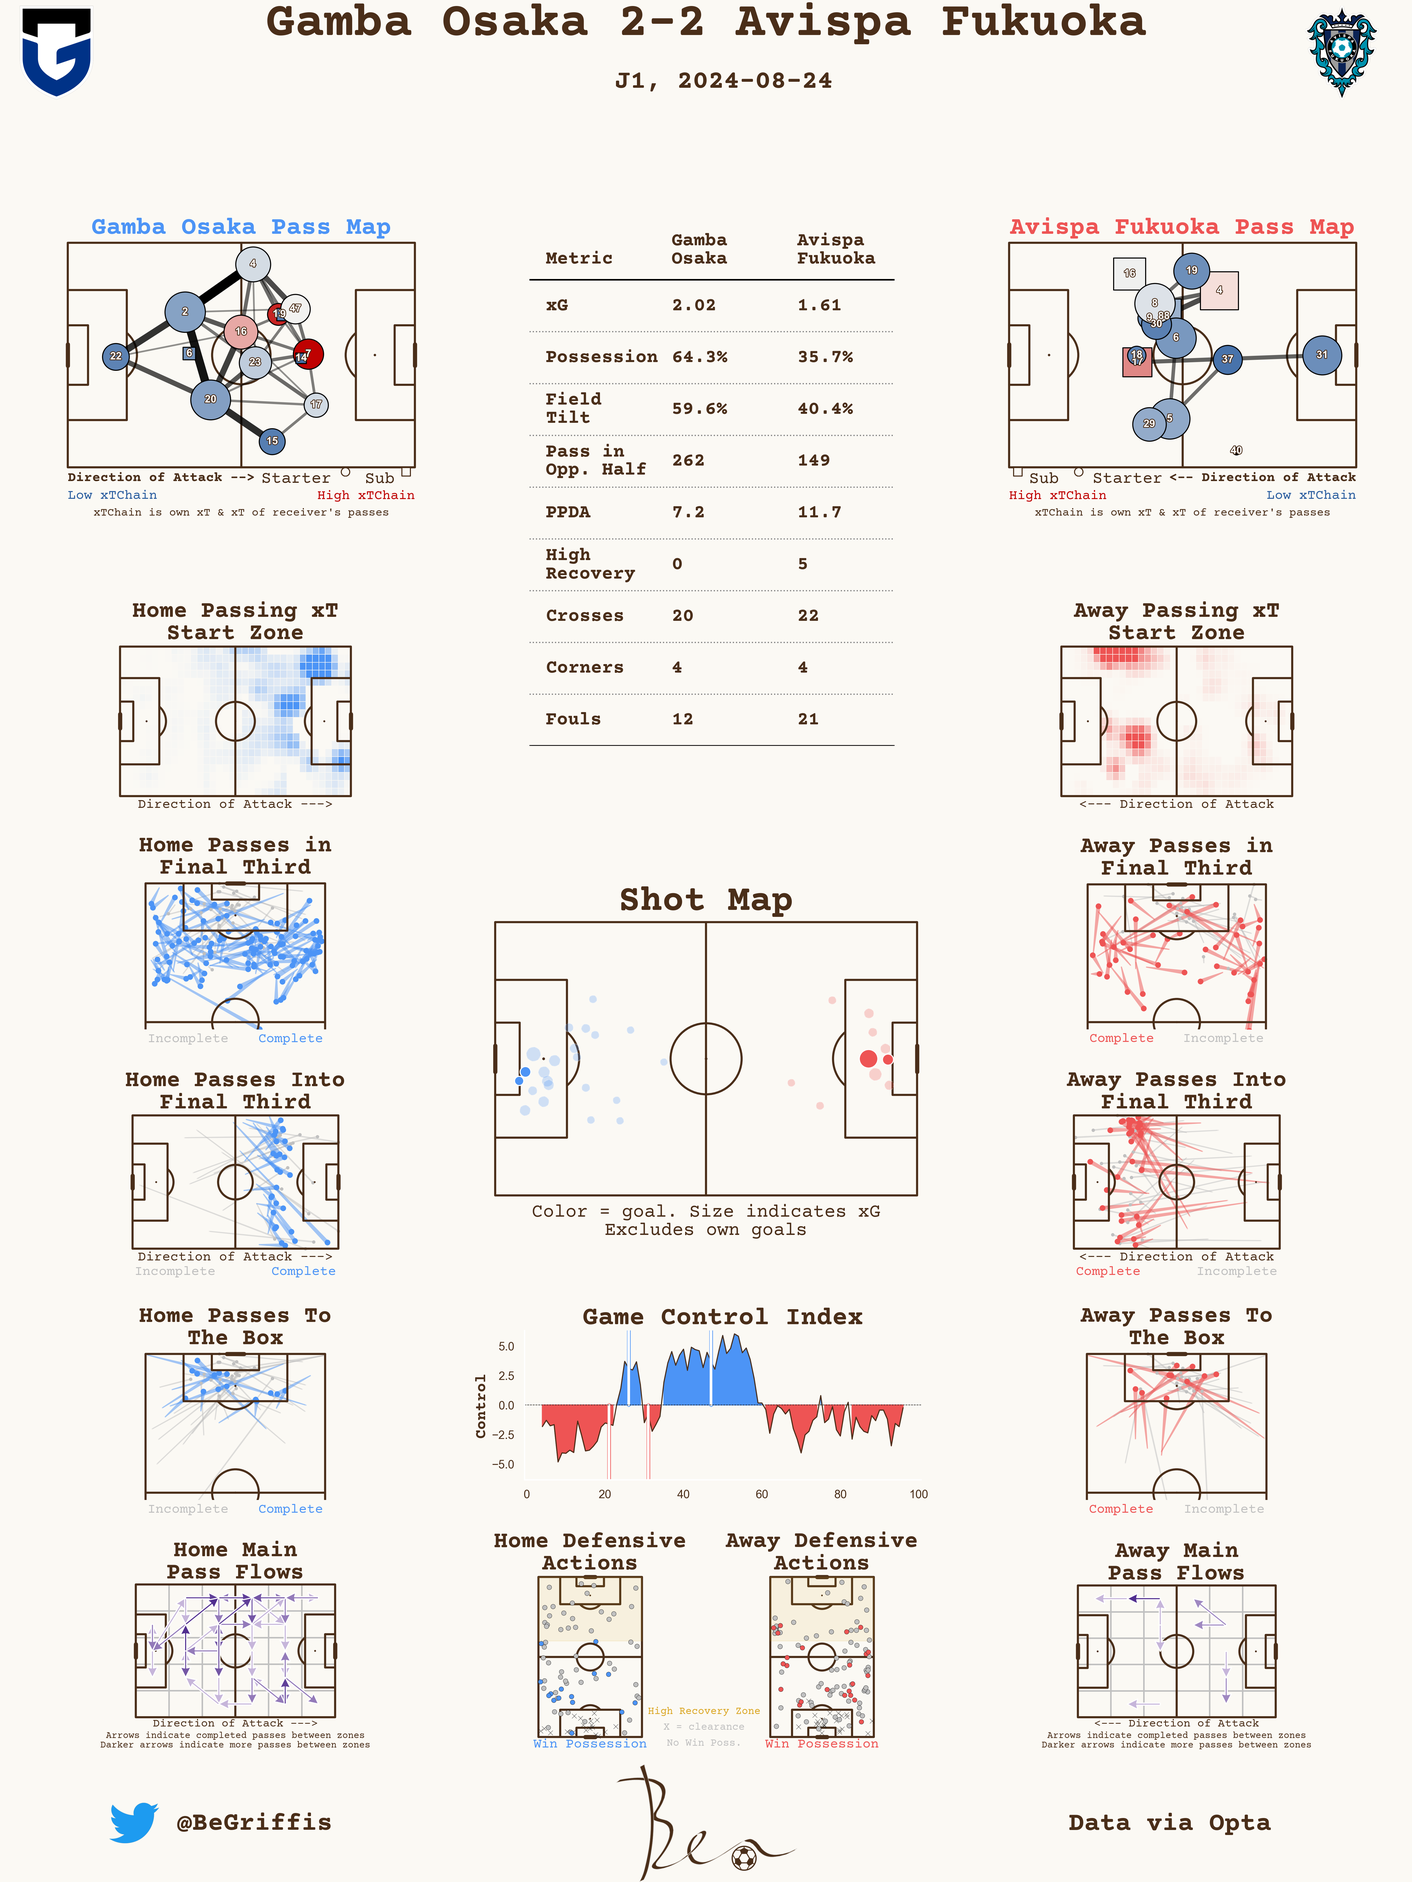 Gamba Osaka 2-2 Avispa Fukuoka
J1, 2024-08-24
Gamba Osaka Pass Map
4
2
47
19
16
22
6
7
14
23
20
17
15
Direction of Attack --> Starter Sub
Low xTChain High xTChain
xTChain is own xT & xT of receiver's passes
Metric Gamba Osaka Avispa Fukuoka
xG 2.02 1.61
Possession 64.3% 35.7%
Field
Tilt 59.6% 40.4%
Pass in
Opp. Half 262 149
PPDA 7.2 11.7
High
Recovery 0 5
Crosses 20 22
Corners 4 4
Fouls 12 21
Avispa Fukuoka Pass Map
16
19
4
8
9
88
30
6
18
17
37
31
5
29
40
Sub Starter <-- Direction of Attack
High xTChain Low xTChain
xTChain is own xT & xT of receiver's passes
Home Passing xT
Start Zone
Direction of Attack --->
Away Passing xT
Start Zone
<--- Direction of Attack
Home Passes in
Final Third
Incomplete Complete
Away Passes in
Final Third
Complete Incomplete
Shot Map
Color = goal. Size indicates xG
Excludes own goals
Home Passes Into
Final Third
Direction of Attack --->
Incomplete Complete
Away Passes Into
Final Third
<--- Direction of Attack
Complete Incomplete
Home Passes To
The Box
Incomplete Complete
Game Control Index
Control
5.0
2.5
0.0
−2.5
−5.0
0 20 40 60 80 100
Away Passes To
The Box
Complete Incomplete
Home Main
Pass Flows
Direction of Attack --->
Arrows indicate completed passes between zones
Darker arrows indicate more passes between zones
Home Defensive
Actions
Win Possession
Away Defensive
Actions
Win Possession
High Recovery Zone
X = clearance
No Win Poss.
Away Main
Pass Flows
<--- Direction of Attack
Arrows indicate completed passes between zones
Darker arrows indicate more passes between zones
@BeGriffis
Ben
Data via Opta